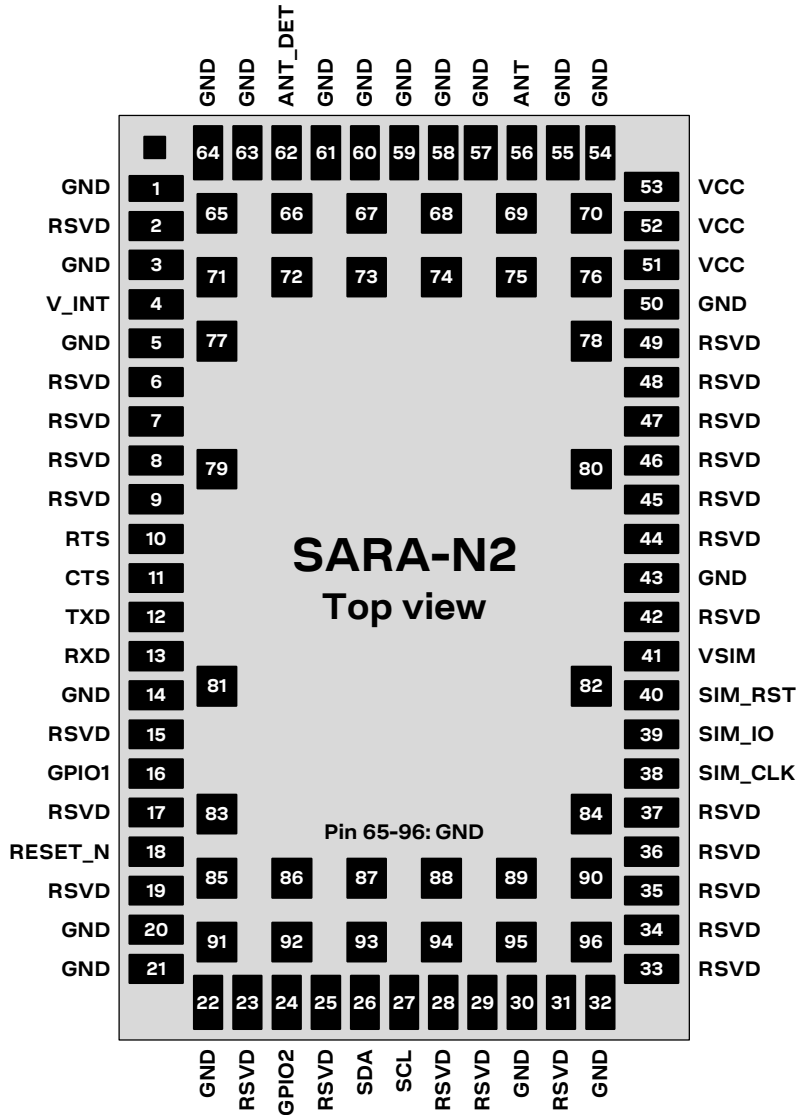 GND GND ANT_DET GND GND GND GND GND ANT GND GND
64 63 62 61 60 59 58 57 56 55 54
GND 1 53 VCC
65 66 67 68 69 70
RSVD 2 52 VCC
GND 3 51 VCC
71 72 73 74 75 76
V_INT 4 50 GND
GND 5 77 78 49 RSVD
RSVD 6 48 RSVD
RSVD 7 47 RSVD
RSVD 8 79 80 46 RSVD
RSVD 9 45 RSVD
RTS 10 44 RSVD
SARA-N2
CTS 11 43 GND
Top view
TXD 12 42 RSVD
RXD 13 41 VSIM
GND 14 81 82 40 SIM_RST
RSVD 15 39 SIM_IO
GPIO1 16 38 SIM_CLK
RSVD 17 83 84 37 RSVD
Pin 65-96: GND
RESET_N 18 36 RSVD
85 86 87 88 89 90
RSVD 19 35 RSVD
GND 20 34 RSVD
91 92 93 94 95 96
GND 21 33 RSVD
22 23 24 25 26 27 28 29 30 31 32
GND RSVD GPIO2 RSVD SDA SCL RSVD RSVD GND RSVD GND